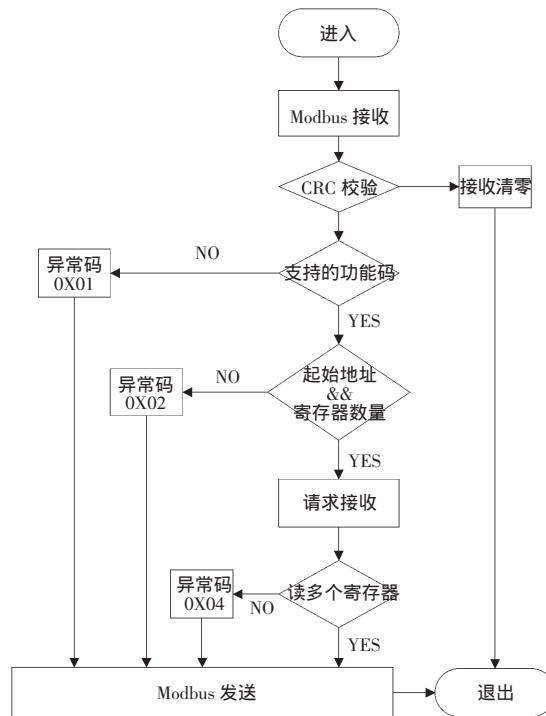 进入
Modbus 接收
CRC 校验
接收清零
支持的功能码
NO
异常码
0X01
YES
起始地址
&&
寄存器数量
NO
异常码
0X02
YES
请求接收
读多个寄存器
NO
异常码
0X04
YES
Modbus 发送
退出